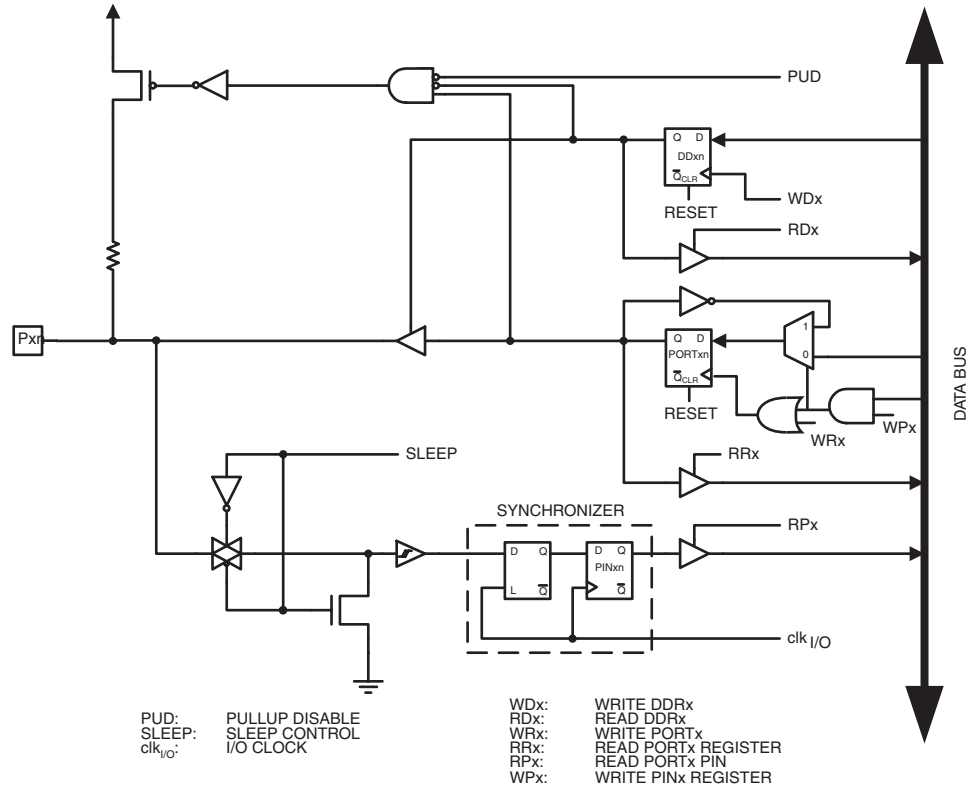 PUD
Q D
DDxn
Q CLR
WDx
RESET
RDx
1
Pxn
Q D
PORTxn
0
Q CLR
RESET
WRx
WPx
DATA BUS
SLEEP
RRx
SYNCHRONIZER
RPx
D Q
D Q
PINxn
L Q
Q
clk I/O
PUD: PULLUP DISABLE
SLEEP: SLEEP CONTROL
clkI/O: I/O CLOCK
WDx: WRITE DDRx
RDx: READ DDRx
WRx: WRITE PORTx
RRx: READ PORTx REGISTER
RPx: READ PORTx PIN
WPx: WRITE PINx REGISTER